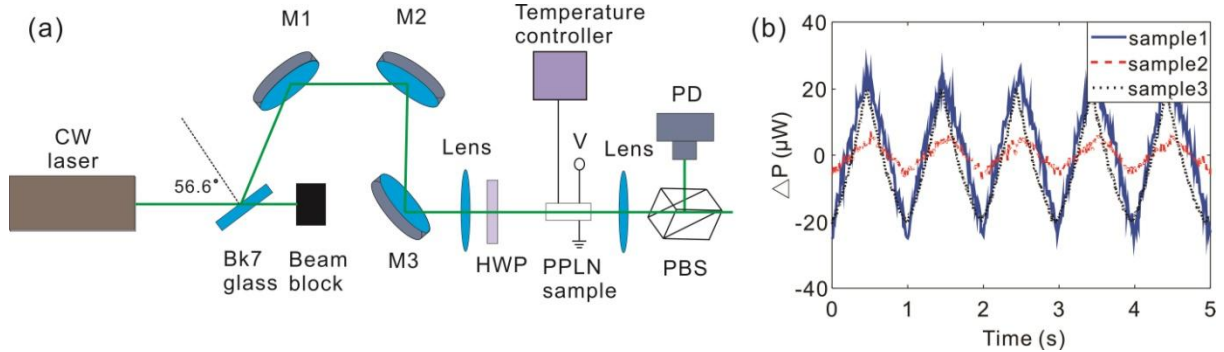 (a)
M1
M2
Temperature
controller
CW
laser
56.6°
Bk7
glass
Beam
block
M3
Lens
HWP
V
PPLN
sample
Lens
PD
PBS
(b)
sample1
sample2
sample3
△P (μW)
40
20
0
-20
-40
0
1
2
3
4
5
Time (s)